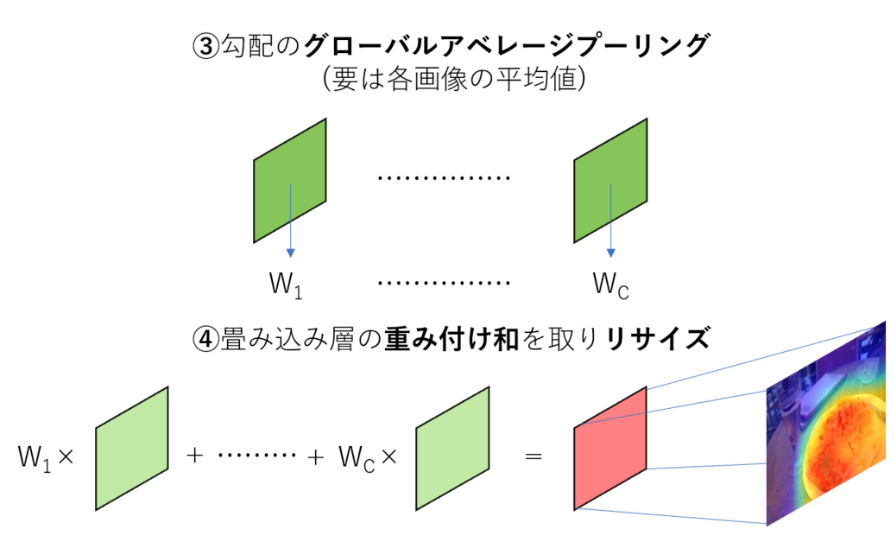 ③勾配のグローバルアベレージプーリング
(要は各画像の平均値)
……………
W₁ …………… W_C
④畳み込み層の重み付け和を取りリサイズ
W₁× + ……… + W_C× =